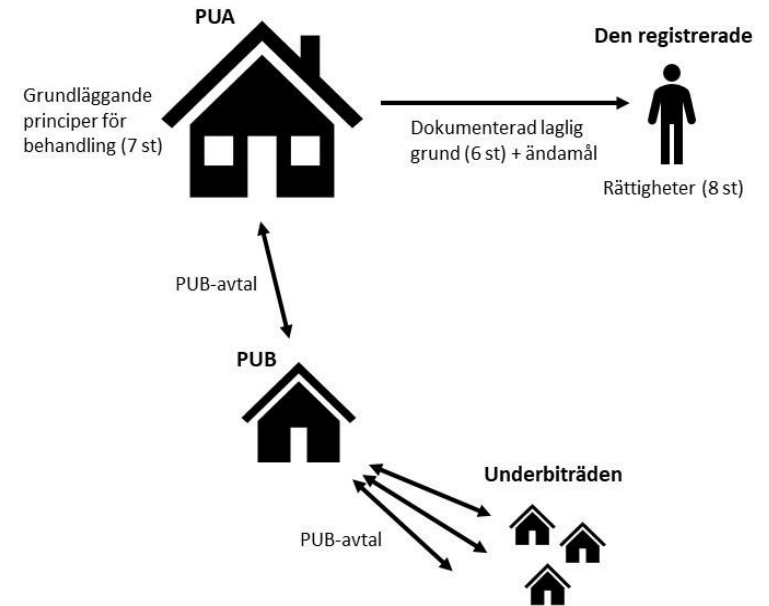 PUA
Den registrerade
Grundläggande
principer för
behandling (7 st)
Dokumenterad laglig
grund (6 st) + ändamål
Rättigheter (8 st)
PUB-avtal
PUB
Underbiträden
PUB-avtal